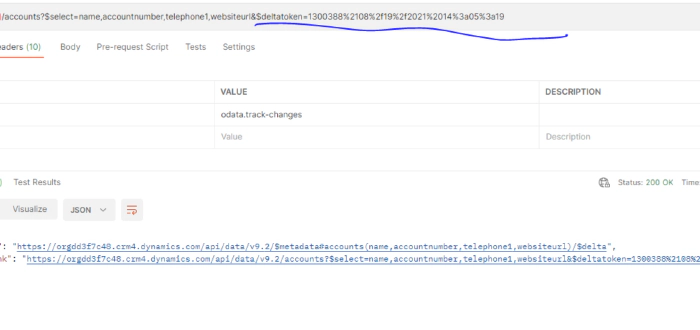 /accounts?$select=name,accountnumber,telephone1,websiteurl&$deltatoken=1300388%2108%2f19%2f2021%2014%3a05%3a19
eaders (10) Body Pre-request Script Tests Settings
VALUE DESCRIPTION
odata.track-changes
Value Description
) Test Results Status: 200 OK Time:
Visualize JSON
": "https://orgdd3f7c48.crm4.dynamics.com/api/data/v9.2/$metadata#accounts(name,accountnumber,telephone1,websiteurl)/$delta",
nk": "https://orgdd3f7c48.crm4.dynamics.com/api/data/v9.2/accounts?$select=name,accountnumber,telephone1,websiteurl&$deltatoken=1300388%2108%2